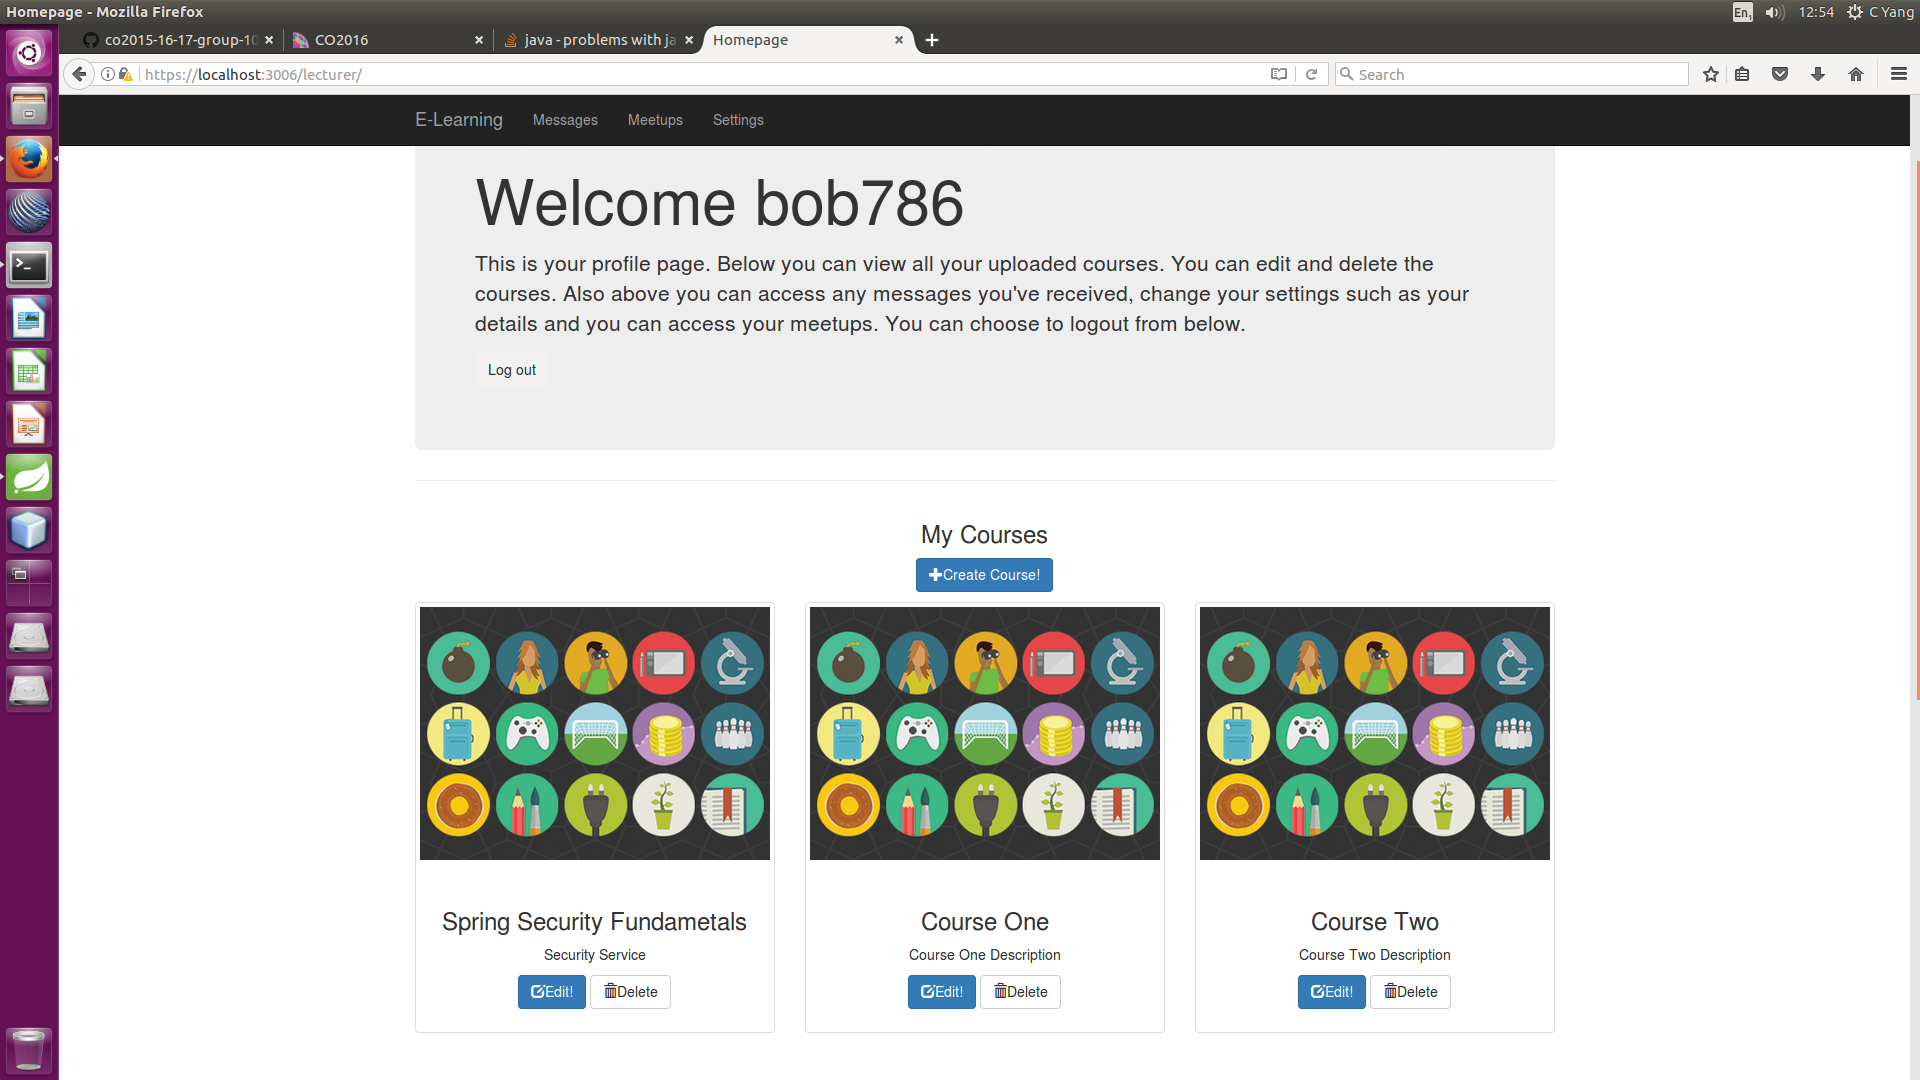 Homepage - Mozilla Firefox
En1 12:54 C Yang
co2015-16-17-group-10 CO2016 java - problems with ja Homepage
https://localhost:3006/lecturer/ Search
E-Learning Messages Meetups Settings
Welcome bob786
This is your profile page. Below you can view all your uploaded courses. You can edit and delete the
courses. Also above you can access any messages you've received, change your settings such as your
details and you can access your meetups. You can choose to logout from below.
Log out
My Courses
Create Course!
Spring Security Fundametals
Security Service
Edit! Delete
Course One
Course One Description
Edit! Delete
Course Two
Course Two Description
Edit! Delete